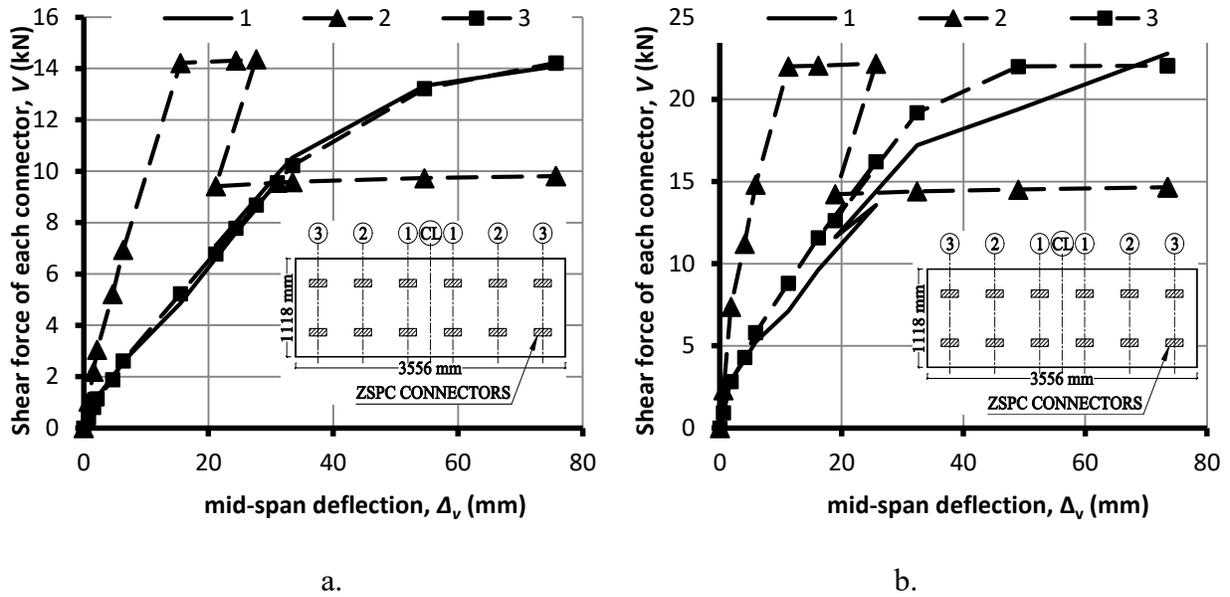 1 2 3
Shear force of each connector, V (kN)
16
14
12
10
8
6
4
2
0
3 2 1 CL 1 2 3
1118 mm
3556 mm
ZSPC CONNECTORS
0 20 40 60 80
mid-span deflection, Δv (mm)
a.
1 2 3
Shear force of each connector, V (kN)
25
20
15
10
5
0
3 2 1 CL 1 2 3
1118 mm
3556 mm
ZSPC CONNECTORS
0 20 40 60 80
mid-span deflection, Δv (mm)
b.